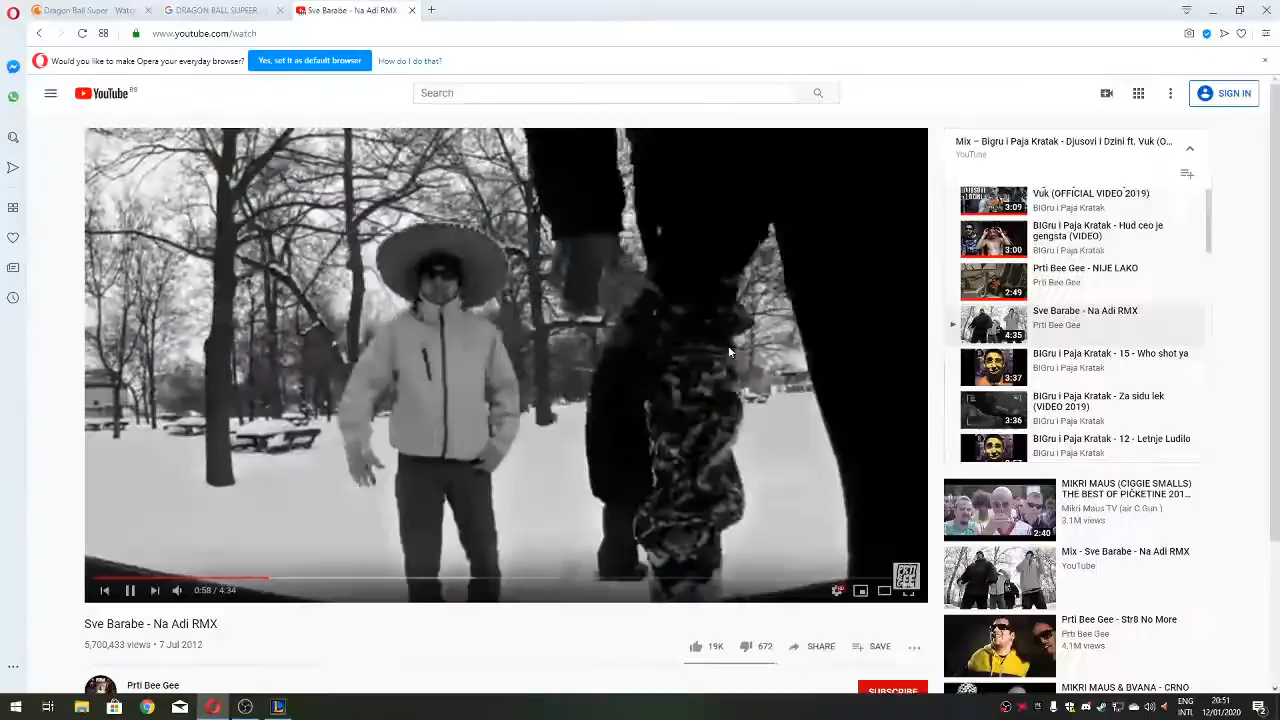 Dragon Ball Super - Watch
DRAGON BALL SUPEER
Sve Barabe - Na Adi RMX
www.youtube.com/watch
Would you like to make Opera your everyday browser?
Yes, set it as default browser
How do I do that?
YouTube RS
Search
SIGN IN
Mix – Bigru i Paja Kratak - Djusovi i Dzini ft. Vuk (O...
YouTube
Vuk (OFFICIAL VIDEO 2019)
BIGru i Paja Kratak
3:09
BIGru i Paja Kratak - Hud ceo je
gengsta (VIDEO)
BIGru i Paja Kratak
3:00
Prti Bee Gee - NIJE LAKO
Prti Bee Gee
2:49
Sve Barabe - Na Adi RMX
Prti Bee Gee
4:35
BIGru i Paja Kratak - 15 - Who shot ya
BIGru i Paja Kratak
3:37
BIGru i Paja Kratak - Za sidu lek
(VIDEO 2019)
BIGru i Paja Kratak
3:36
BIGru i Paja Kratak - 12 - Letnje Ludilo
BIGru i Paja Kratak
MIKRI MAUS (CIGGIE SMALLS)
THE BEST OF PIČKETINE 201...
Mikri Maus TV (air C.Gun )
3.1M views
2:40
Mix - Sve Barabe - Na Adi RMX
YouTube
Prti Bee Gee - Str8 No More
Prti Bee Gee
4.1M views
MIKRI MAUS & BVANA - CRNO
0:58 / 4:34
Sve Barabe - Na Adi RMX
5,700,433 views • 7 Jul 2012
19K
672
SHARE
SAVE
Prti Bee Gee
SUBSCRIBE
ENG
INTL
20:51
12/01/2020